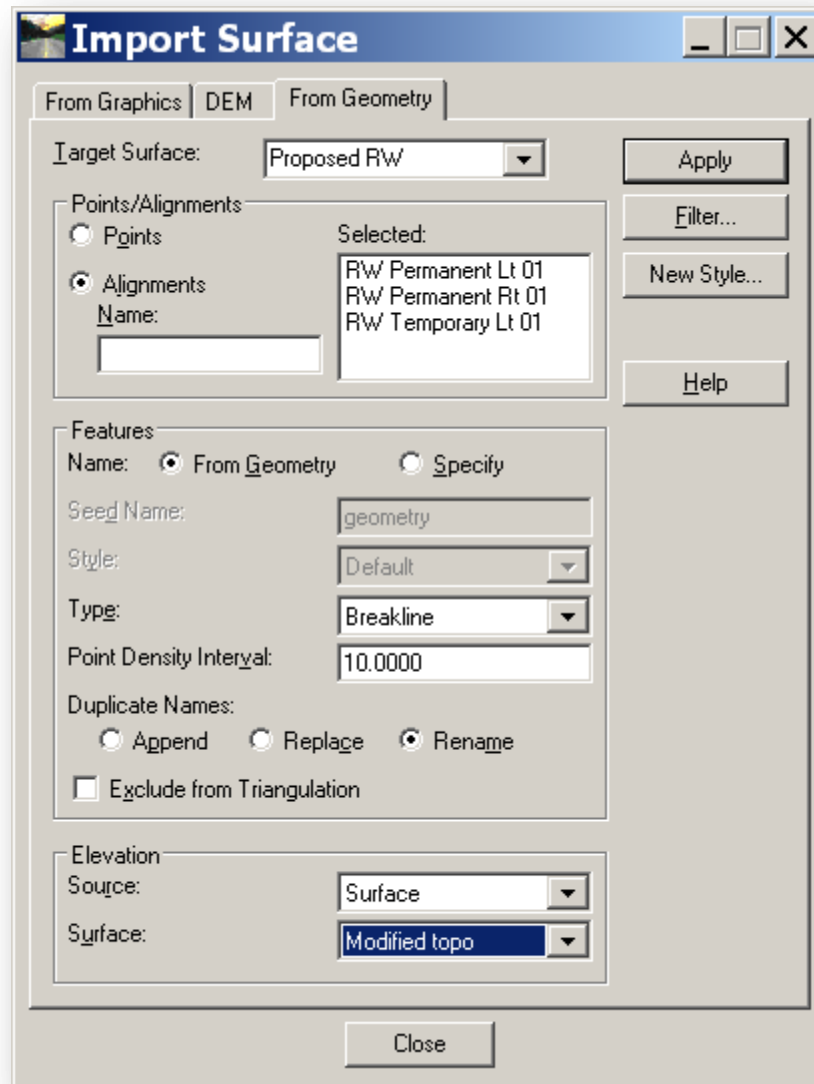 Import Surface
From Graphics
DEM
From Geometry
Target Surface:
Proposed RW
Apply
Filter...
New Style...
Help
Points/Alignments
Points
Alignments
Name:
Selected:
RW Permanent Lt 01
RW Permanent Rt 01
RW Temporary Lt 01
Features
Name:
From Geometry
Specify
Seed Name:
geometry
Style:
Default
Type:
Breakline
Point Density Interval:
10.0000
Duplicate Names:
Append
Replace
Rename
Exclude from Triangulation
Elevation
Source:
Surface
Surface:
Modified topo
Close